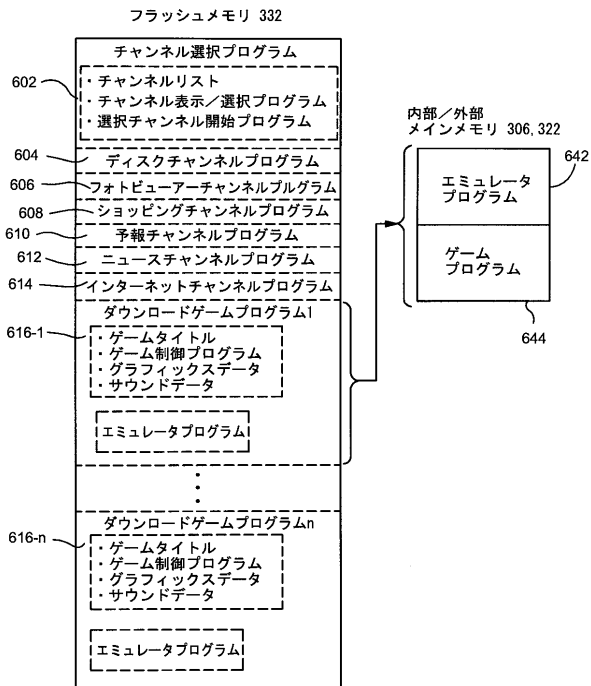 フラッシュメモリ 332
チャンネル選択プログラム
602
・チャンネルリスト
・チャンネル表示／選択プログラム
・選択チャンネル開始プログラム
604
ディスクチャンネルプログラム
606
フォトビューアーチャンネルプルグラム
608
ショッピングチャンネルプログラム
610
予報チャンネルプログラム
612
ニュースチャンネルプログラム
614
インターネットチャンネルプログラム
ダウンロードゲームプログラム1
616-1
・ゲームタイトル
・ゲーム制御プログラム
・グラフィックスデータ
・サウンドデータ
エミュレータプログラム
ダウンロードゲームプログラムn
616-n
・ゲームタイトル
・ゲーム制御プログラム
・グラフィックスデータ
・サウンドデータ
エミュレータプログラム
内部／外部
メインメモリ 306, 322
642
エミュレータ
プログラム
ゲーム
プログラム
644